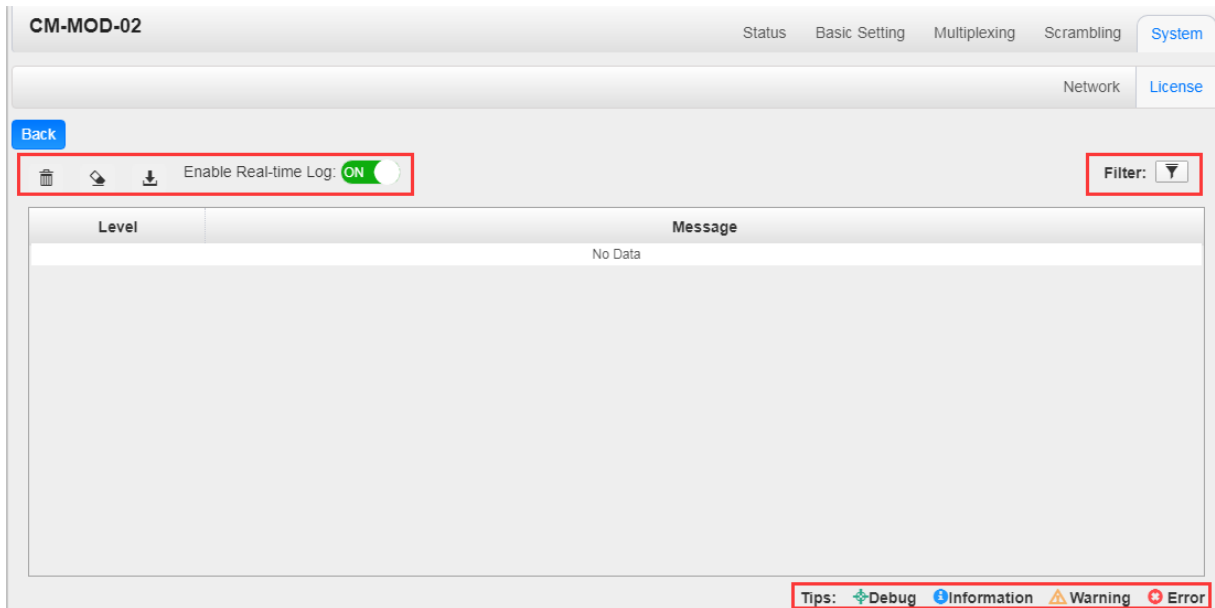 CM-MOD-02
Status Basic Setting Multiplexing Scrambling System
Network License
Back
Enable Real-time Log: ON
Filter:
Level Message
No Data
Tips: Debug Information Warning Error